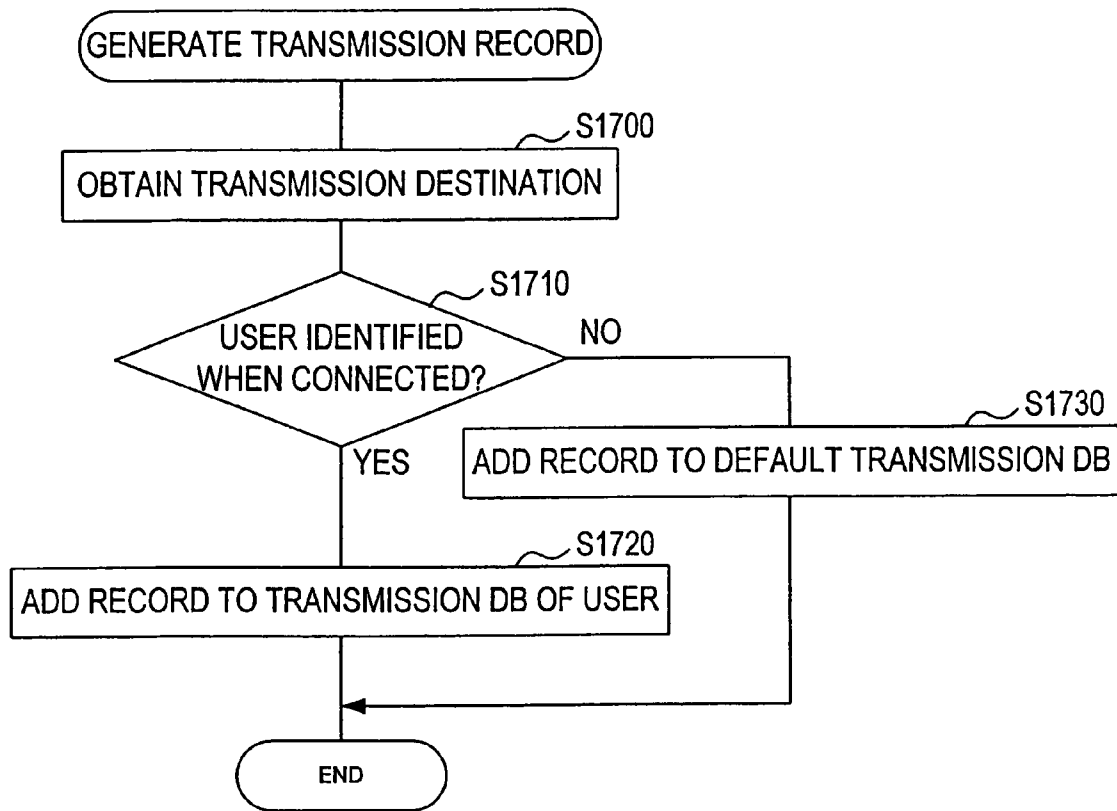 GENERATE TRANSMISSION RECORD
S1700
OBTAIN TRANSMISSION DESTINATION
S1710
USER IDENTIFIED
WHEN CONNECTED?
NO
YES
S1730
ADD RECORD TO DEFAULT TRANSMISSION DB
S1720
ADD RECORD TO TRANSMISSION DB OF USER
END